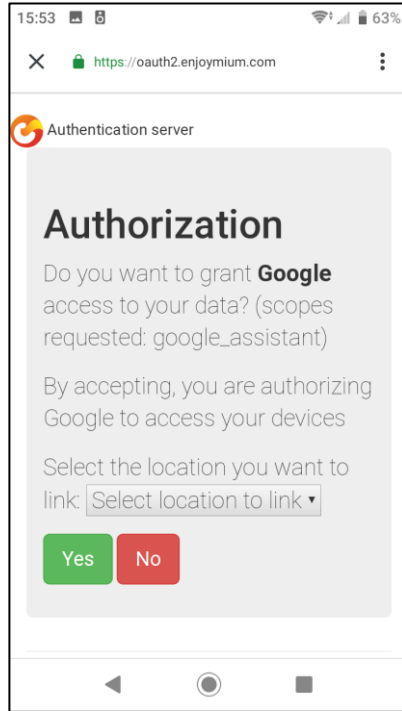 15:53 63%
https://oauth2.enjoymium.com
Authentication server
Authorization
Do you want to grant Google
access to your data? (scopes
requested: google_assistant)
By accepting, you are authorizing
Google to access your devices
Select the location you want to
link: Select location to link
Yes No